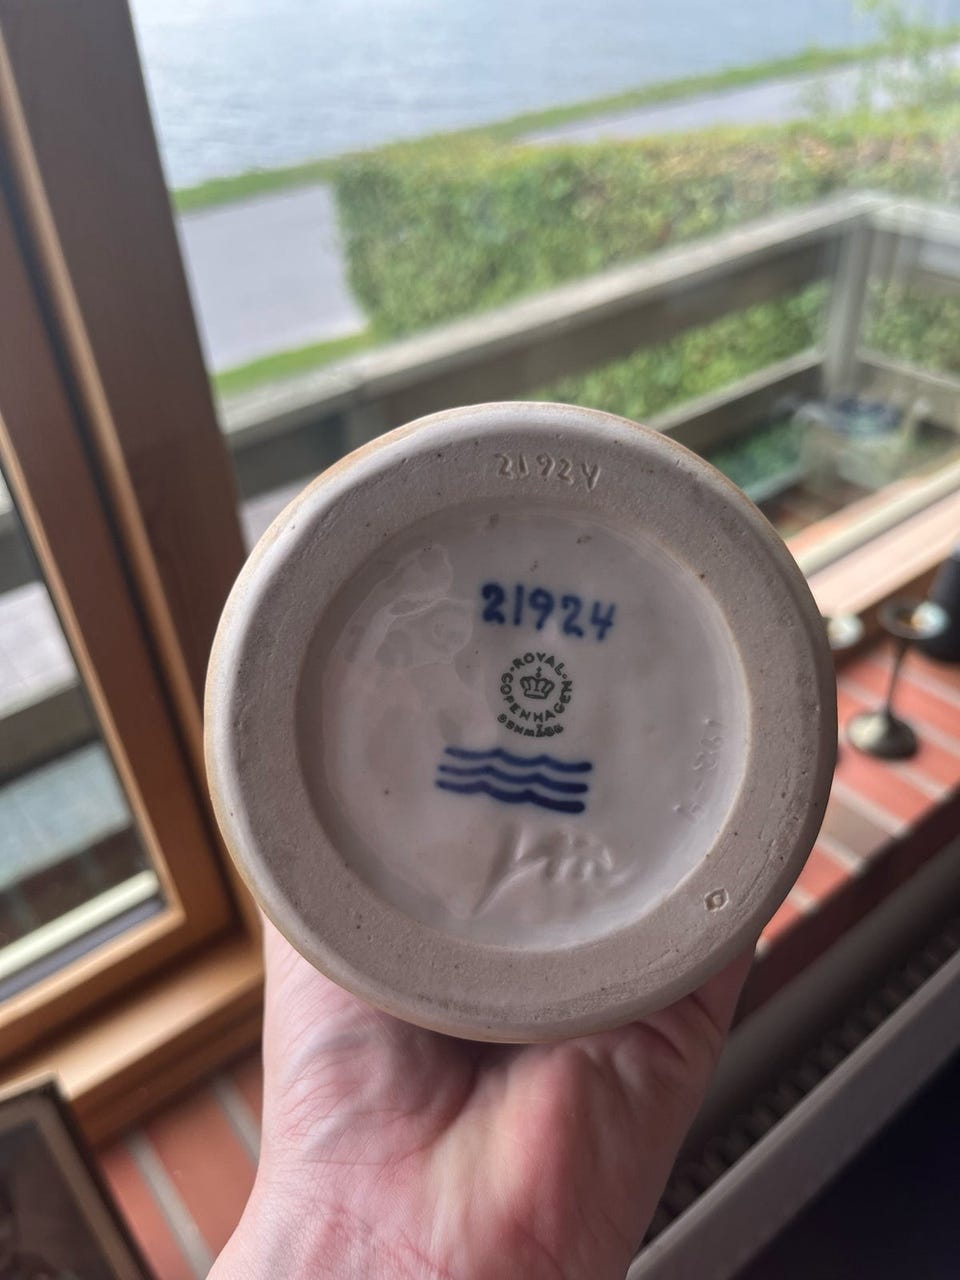 21924
21924
ROYAL
COPENHAGEN
DENMARK